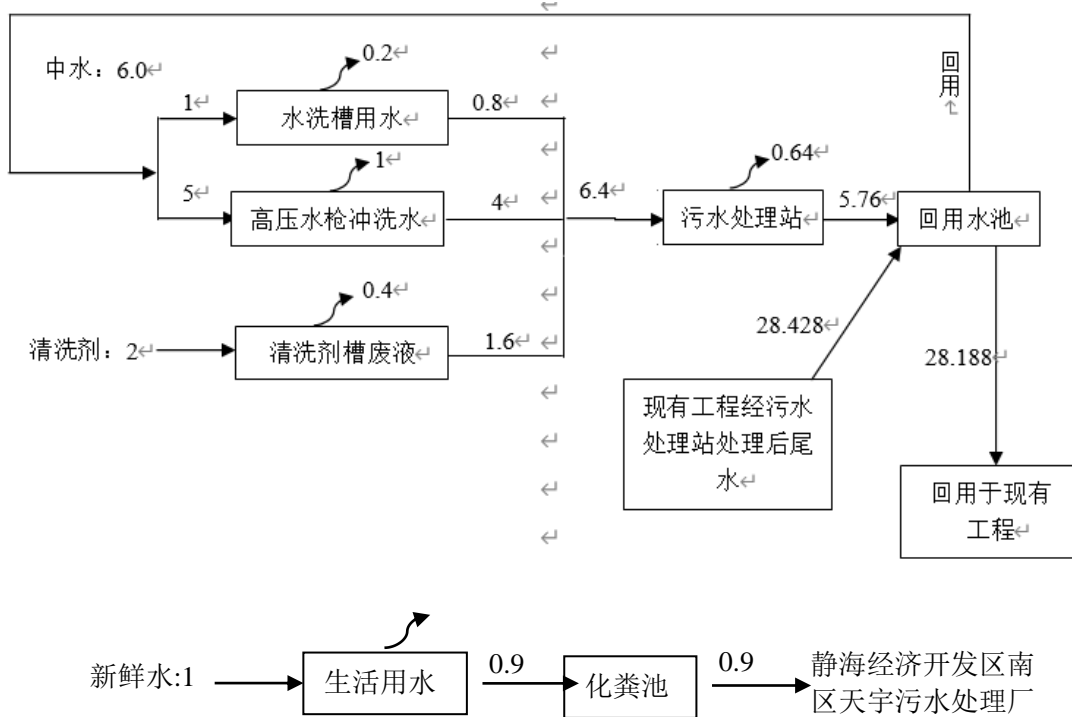 中水：6.0
0.2
1
水洗槽用水
0.8
1
5
高压水枪冲洗水
4
6.4
0.64
污水处理站
5.76
回用水池
回用
0.4
清洗剂：2
清洗剂槽废液
1.6
28.428
28.188
现有工程经污水
处理站处理后尾
水
回用于现有
工程
新鲜水:1
生活用水
0.9
化粪池
0.9
静海经济开发区南
区天宇污水处理厂